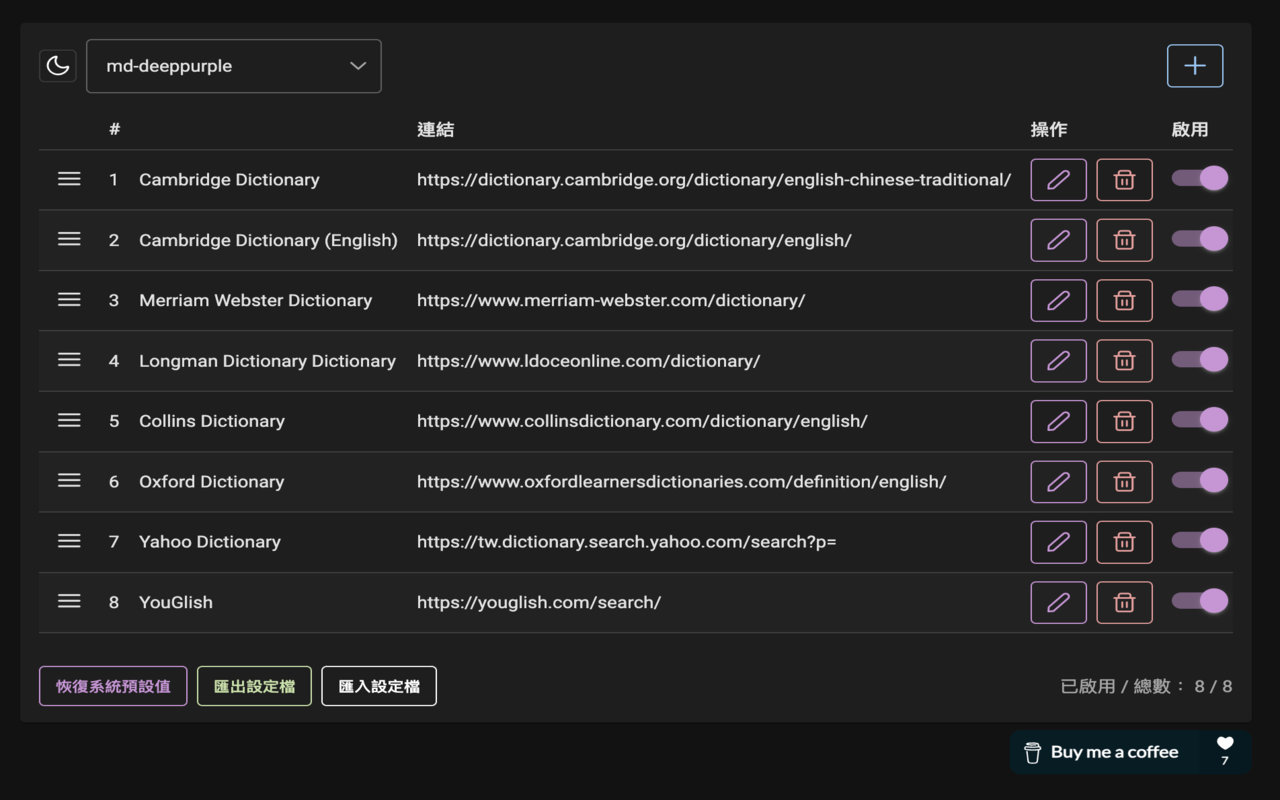 md-deeppurple
# 連結 操作 啟用
1 Cambridge Dictionary https://dictionary.cambridge.org/dictionary/english-chinese-traditional/
2 Cambridge Dictionary (English) https://dictionary.cambridge.org/dictionary/english/
3 Merriam Webster Dictionary https://www.merriam-webster.com/dictionary/
4 Longman Dictionary Dictionary https://www.ldoceonline.com/dictionary/
5 Collins Dictionary https://www.collinsdictionary.com/dictionary/english/
6 Oxford Dictionary https://www.oxfordlearnersdictionaries.com/definition/english/
7 Yahoo Dictionary https://tw.dictionary.search.yahoo.com/search?p=
8 YouGlish https://youglish.com/search/
恢復系統預設值 匯出設定檔 匯入設定檔 已啟用 / 總數： 8 / 8
Buy me a coffee 7